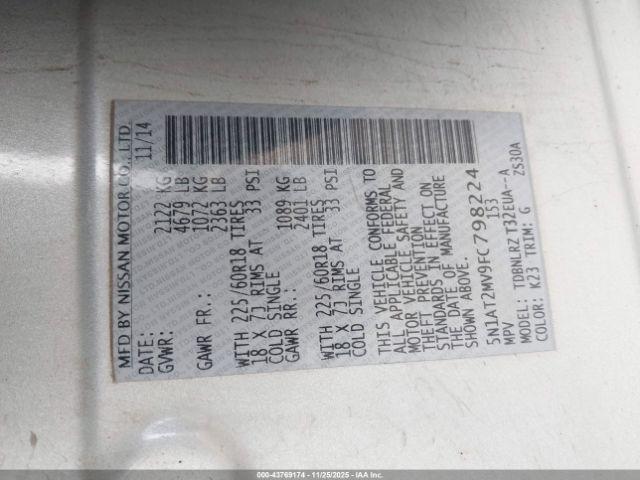 MFD BY NISSAN MOTOR CO., LTD.
DATE: 11/14
GVWR: 2122 KG
4679 LB
GAWR FR.: 1072 KG
2363 LB
WITH 225/60R18 TIRES
18 X 7J RIMS AT 33 PSI
COLD SINGLE
GAWR RR.: 1089 KG
2401 LB
WITH 225/60R18 TIRES
18 X 7J RIMS AT 33 PSI
COLD SINGLE
THIS VEHICLE CONFORMS TO
ALL APPLICABLE FEDERAL
MOTOR VEHICLE SAFETY AND
THEFT PREVENTION
STANDARDS IN EFFECT ON
THE DATE OF MANUFACTURE
SHOWN ABOVE.
5N1AT2MV9FC798224
MPV 153
MODEL: TDBNLRZ T32EUA--A
COLOR: K23 TRIM: G ZS30A
000-43769174 - 11/25/2025 - IAA Inc.